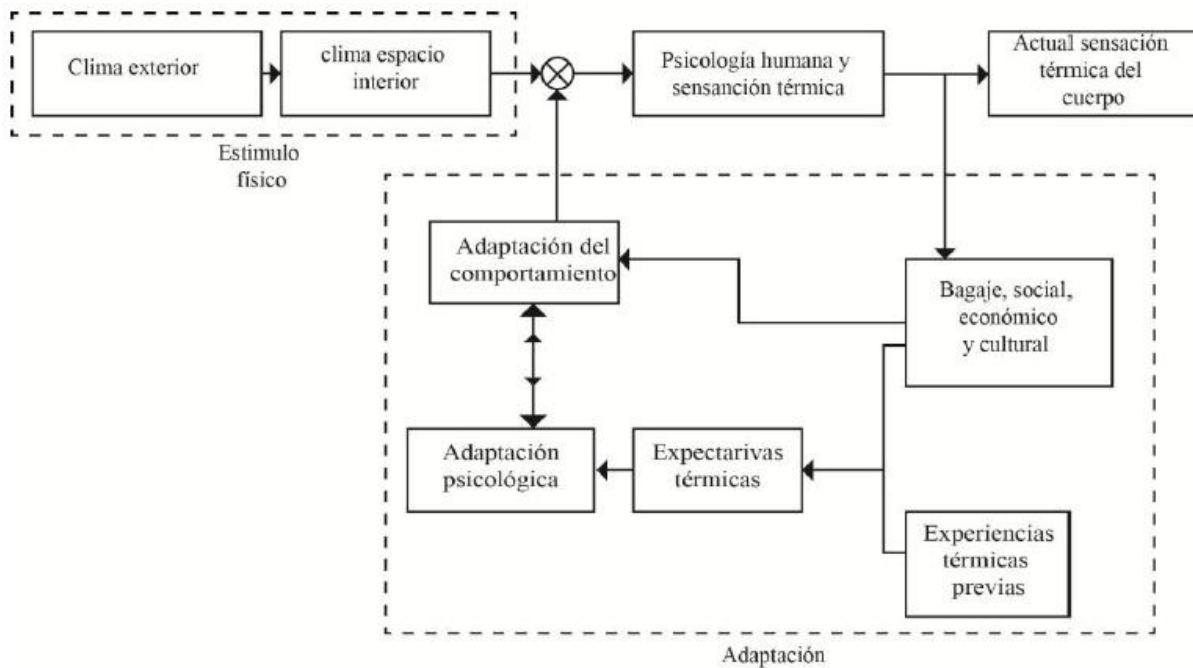 Clima exterior
clima espacio
interior
Psicología humana y
sensanción térmica
Actual sensación
térmica del
cuerpo
Estimulo
físico
Adaptación del
comportamiento
Bagaje, social,
económico
y cultural
Adaptación
psicológica
Expectarivas
térmicas
Experiencias
térmicas
previas
Adaptación